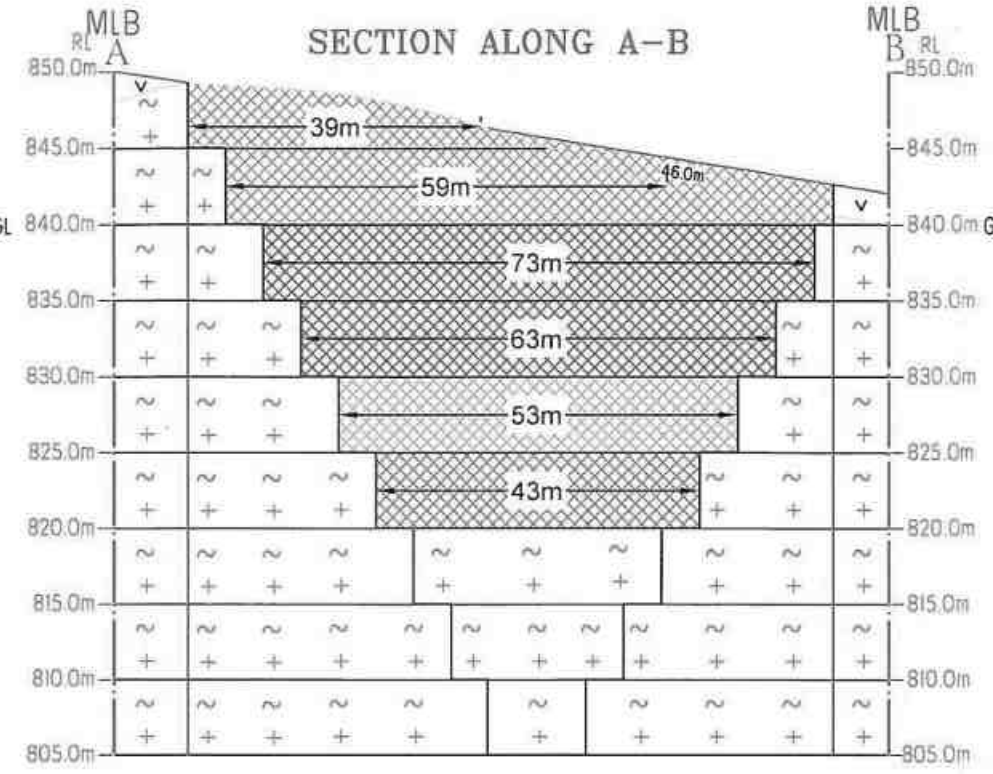 MLB MLB
RL A SECTION ALONG A-B B RL
850.0m 850.0m
39m
845.0m 845.0m
59m 46.0m
GL 840.0m 840.0m G
73m
835.0m 835.0m
63m
830.0m 830.0m
53m
825.0m 825.0m
43m
820.0m 820.0m
815.0m 815.0m
810.0m 810.0m
805.0m 805.0m